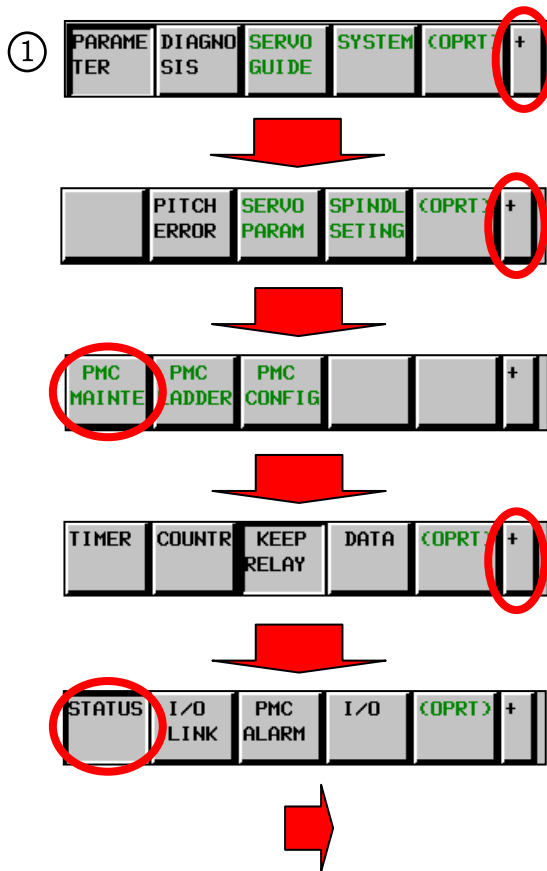 ①
PARAME
TER
DIAGNO
SIS
SERVO
GUIDE
SYSTEM
(OPRT)
+
PITCH
ERROR
SERVO
PARAM
SPINDL
SETING
(OPRT)
+
PMC
MAINTE
PMC
LADDER
PMC
CONFIG
+
TIMER
COUNTR
KEEP
RELAY
DATA
(OPRT)
+
STATUS
I/O
LINK
PMC
ALARM
I/O
(OPRT)
+